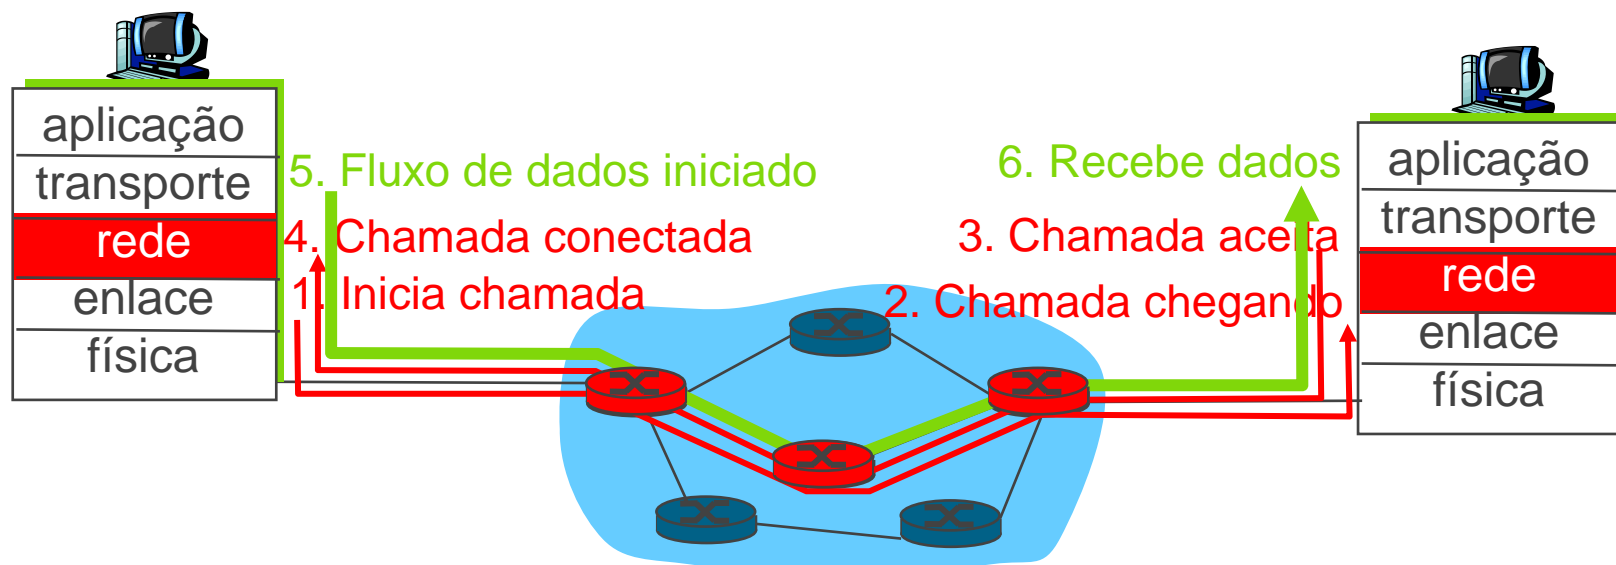 aplicação
transporte
rede
enlace
física
5. Fluxo de dados iniciado
4. Chamada conectada
1. Inicia chamada
6. Recebe dados
3. Chamada aceita
2. Chamada chegando
aplicação
transporte
rede
enlace
física